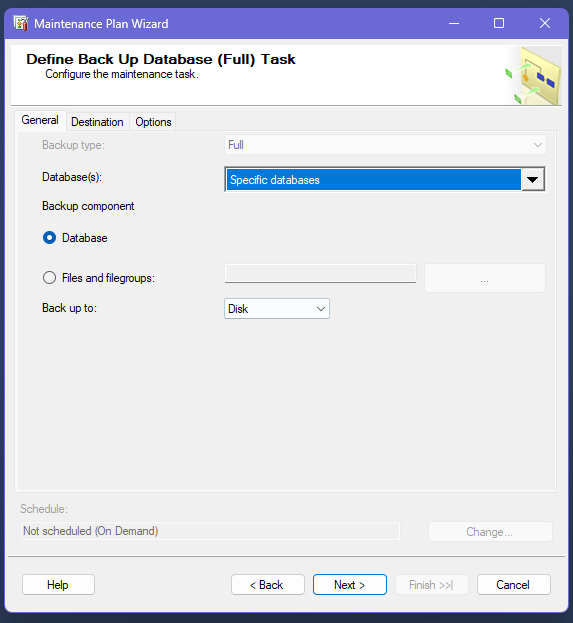 Maintenance Plan Wizard
Define Back Up Database (Full) Task
Configure the maintenance task.
General Destination Options
Backup type: Full
Database(s): Specific databases
Backup component
Database
Files and filegroups: ...
Back up to: Disk
Schedule:
Not scheduled (On Demand) Change...
Help < Back Next > Finish >>| Cancel